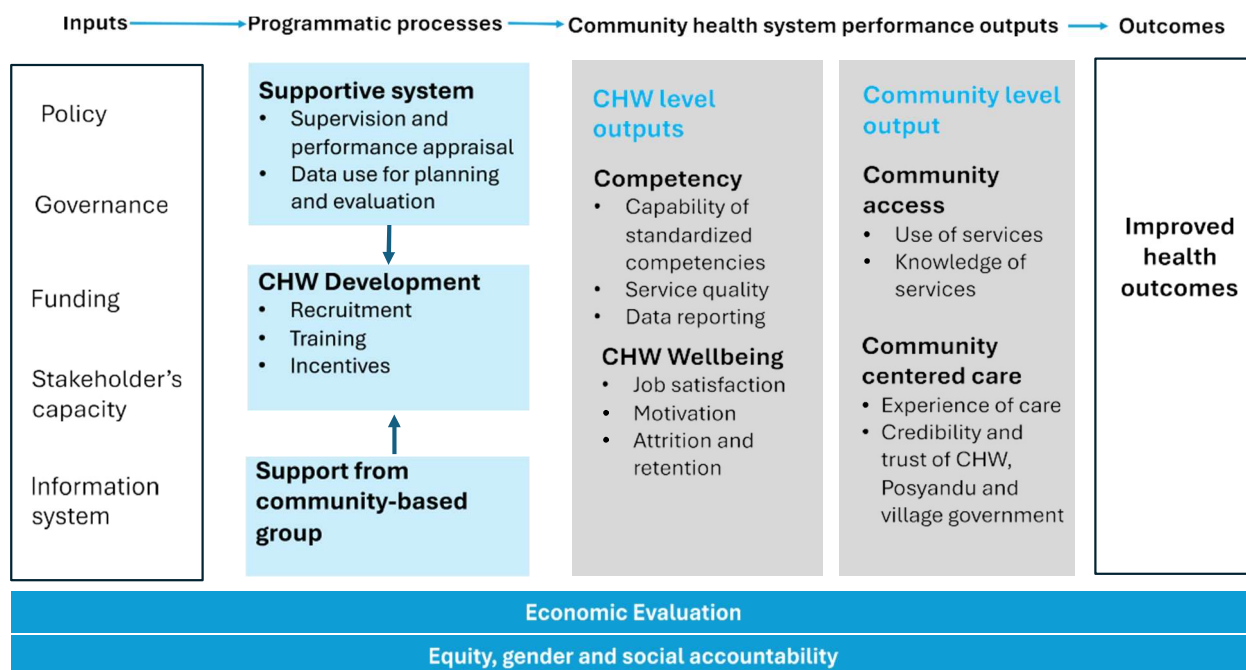 Inputs
Programmatic processes
Community health system performance outputs
Outcomes
Policy
Governance
Funding
Stakeholder’s
capacity
Information
system
Supportive system
• Supervision and
performance appraisal
• Data use for planning
and evaluation
CHW Development
• Recruitment
• Training
• Incentives
Support from
community-based
group
CHW level
outputs
Competency
• Capability of
standardized
competencies
• Service quality
• Data reporting
CHW Wellbeing
• Job satisfaction
• Motivation
• Attrition and
retention
Community level
output
Community
access
• Use of services
• Knowledge of
services
Community
centered care
• Experience of care
• Credibility and
trust of CHW,
Posyandu and
village government
Improved
health
outcomes
Economic Evaluation
Equity, gender and social accountability